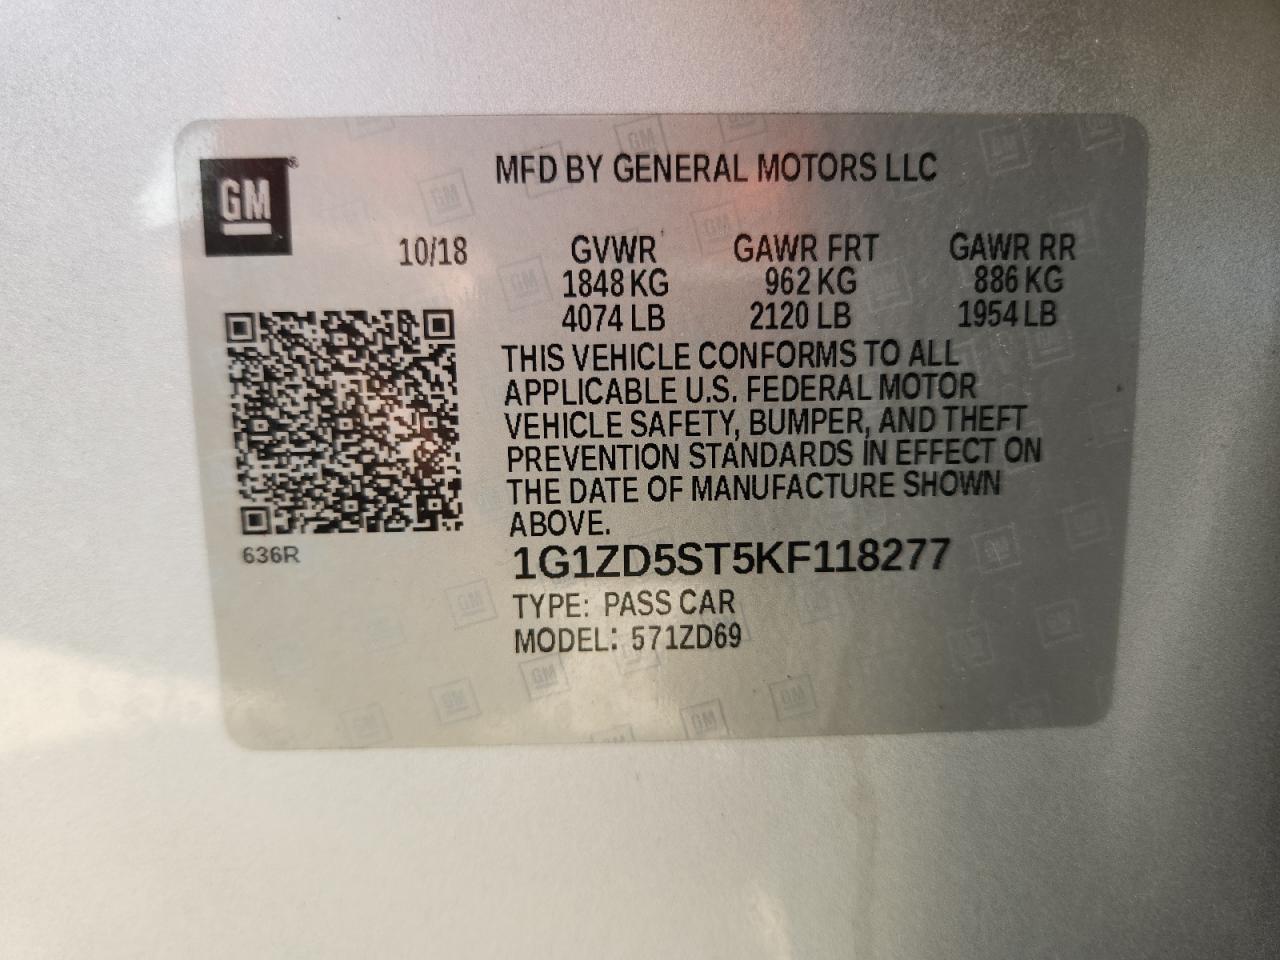 GM
MFD BY GENERAL MOTORS LLC
10/18
GVWR GAWR FRT GAWR RR
1848 KG 962 KG 886 KG
4074 LB 2120 LB 1954 LB
THIS VEHICLE CONFORMS TO ALL
APPLICABLE U.S. FEDERAL MOTOR
VEHICLE SAFETY, BUMPER, AND THEFT
PREVENTION STANDARDS IN EFFECT ON
THE DATE OF MANUFACTURE SHOWN
ABOVE.
636R
1G1ZD5ST5KF118277
TYPE: PASS CAR
MODEL: 571ZD69